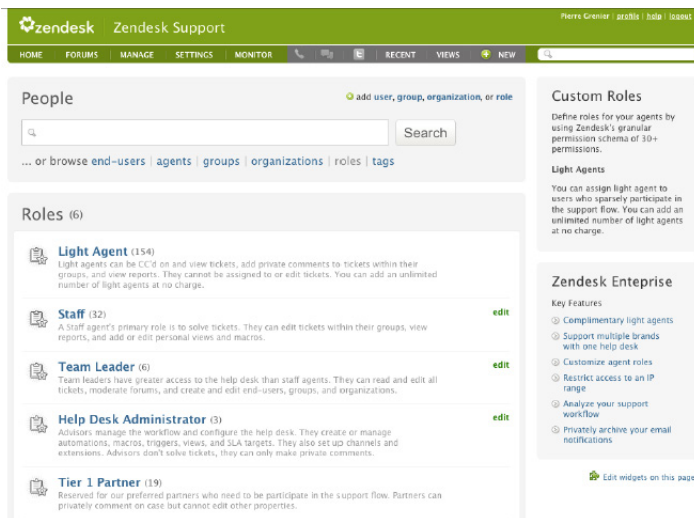 zendesk Zendesk Support
Pierre Grenier | profile | help | logout
HOME FORUMS MANAGE SETTINGS MONITOR RECENT VIEWS NEW
People
add user, group, organization, or role
Search
... or browse end-users | agents | groups | organizations | roles | tags
Roles (6)
Light Agent (154)
Light agents can be CC'd on and view tickets, add private comments to tickets within their
groups, and view reports. They cannot be assigned to or edit tickets. You can add an unlimited
number of light agents at no charge.
Staff (32)
edit
A Staff agent's primary role is to solve tickets. They can edit tickets within their groups, view
reports, and add or edit personal views and macros.
Team Leader (6)
edit
Team leaders have greater access to the help desk than staff agents. They can read and edit all
tickets, moderate forums, and create and edit end-users, groups, and organizations.
Help Desk Administrator (3)
edit
Advisors manage the workflow and configure the help desk. They create or manage
automations, macros, triggers, views, and SLA targets. They also set up channels and
extensions. Advisors don't solve tickets, they can only make private comments.
Tier 1 Partner (19)
Reserved for our preferred partners who need to be participate in the support flow. Partners can
privately comment on case but cannot edit other properties.
Custom Roles
Define roles for your agents by
using Zendesk's granular
permission schema of 30+
permissions.
Light Agents
You can assign light agent to
users who sparsely participate in
the support flow. You can add an
unlimited number of light agents
at no charge.
Zendesk Enteprise
Key Features
Complimentary light agents
Support multiple brands
with one help desk
Customize agent roles
Restrict access to an IP
range
Analyze your support
workflow
Privately archive your email
notifications
Edit widgets on this page